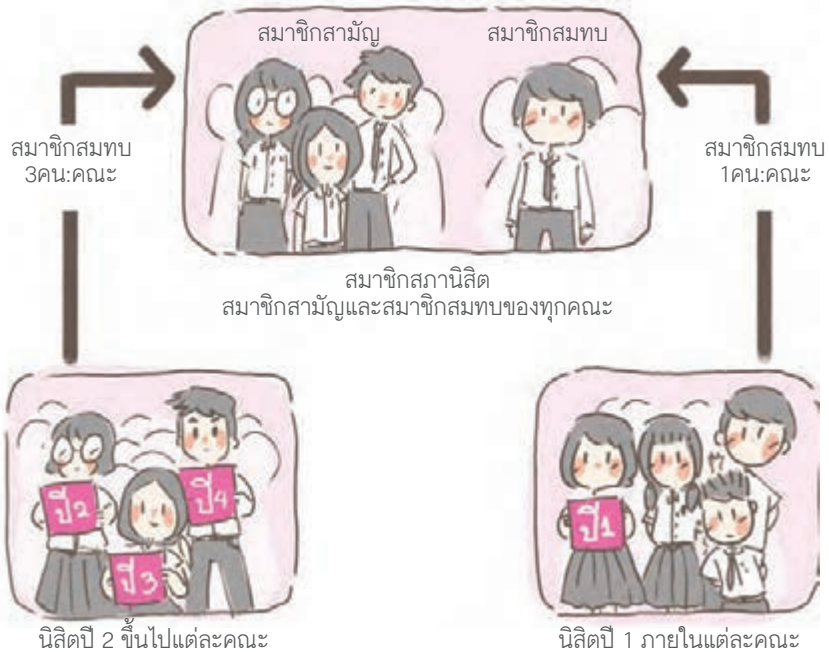 สมาชิกสามัญ
สมาชิกสมทบ
สมาชิกสมทบ
3คน:คณะ
สมาชิกสมทบ
1คน:คณะ
สมาชิกสภานิสิต
สมาชิกสามัญและสมาชิกสมทบของทุกคณะ
ปี2
ปี3
ปี4
ปี1
นิสิตปี 2 ขึ้นไปแต่ละคณะ
นิสิตปี 1 ภายในแต่ละคณะ